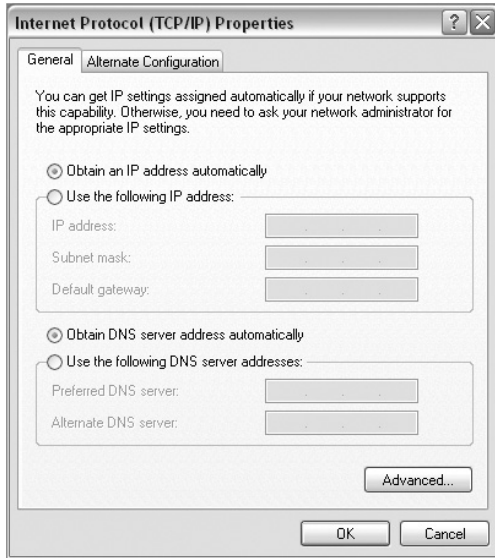 Internet Protocol (TCP/IP) Properties
General Alternate Configuration
You can get IP settings assigned automatically if your network supports
this capability. Otherwise, you need to ask your network administrator for
the appropriate IP settings.
Obtain an IP address automatically
Use the following IP address:
IP address:
Subnet mask:
Default gateway:
Obtain DNS server address automatically
Use the following DNS server addresses:
Preferred DNS server:
Alternate DNS server:
Advanced...
OK Cancel